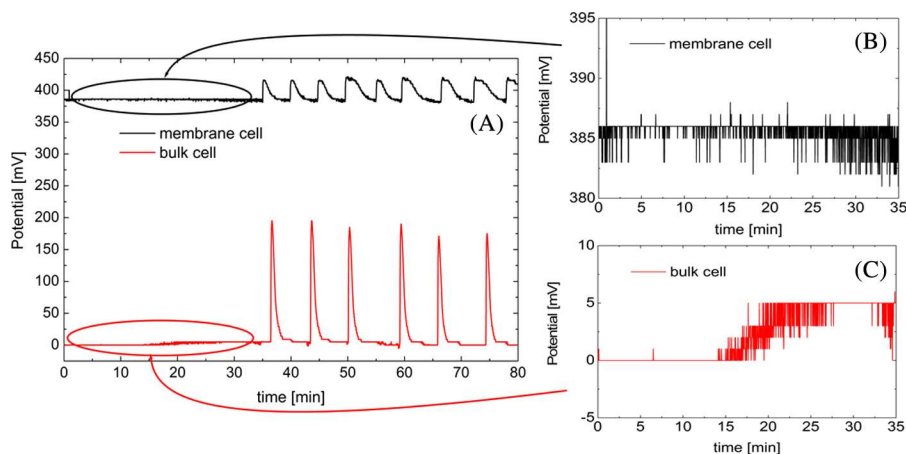 450
400
350
300
250
200
150
100
50
0
Potential [mV]
membrane cell
bulk cell
(A)
0 10 20 30 40 50 60 70 80
time [min]
395
390
385
380
Potential [mV]
membrane cell
(B)
0 5 10 15 20 25 30 35
time [min]
10
5
0
-5
Potential [mV]
bulk cell
(C)
0 5 10 15 20 25 30 35
time [min]